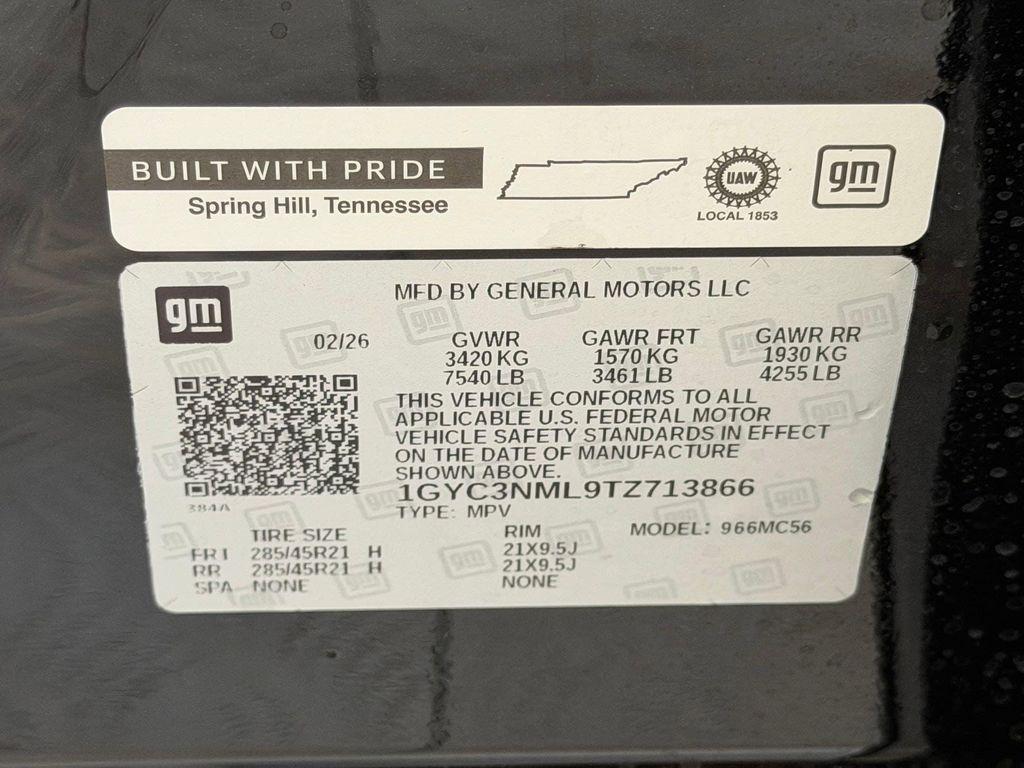 BUILT WITH PRIDE
Spring Hill, Tennessee
UAW
LOCAL 1853
gm
gm
MFD BY GENERAL MOTORS LLC
02/26
GVWR GAWR FRT GAWR RR
3420 KG 1570 KG 1930 KG
7540 LB 3461 LB 4255 LB
THIS VEHICLE CONFORMS TO ALL
APPLICABLE U.S. FEDERAL MOTOR
VEHICLE SAFETY STANDARDS IN EFFECT
ON THE DATE OF MANUFACTURE
SHOWN ABOVE.
1GYC3NML9TZ713866
384A
TYPE: MPV
TIRE SIZE RIM MODEL: 966MC56
FRT 285/45R21 H 21X9.5J
RR 285/45R21 H 21X9.5J
SPA NONE NONE